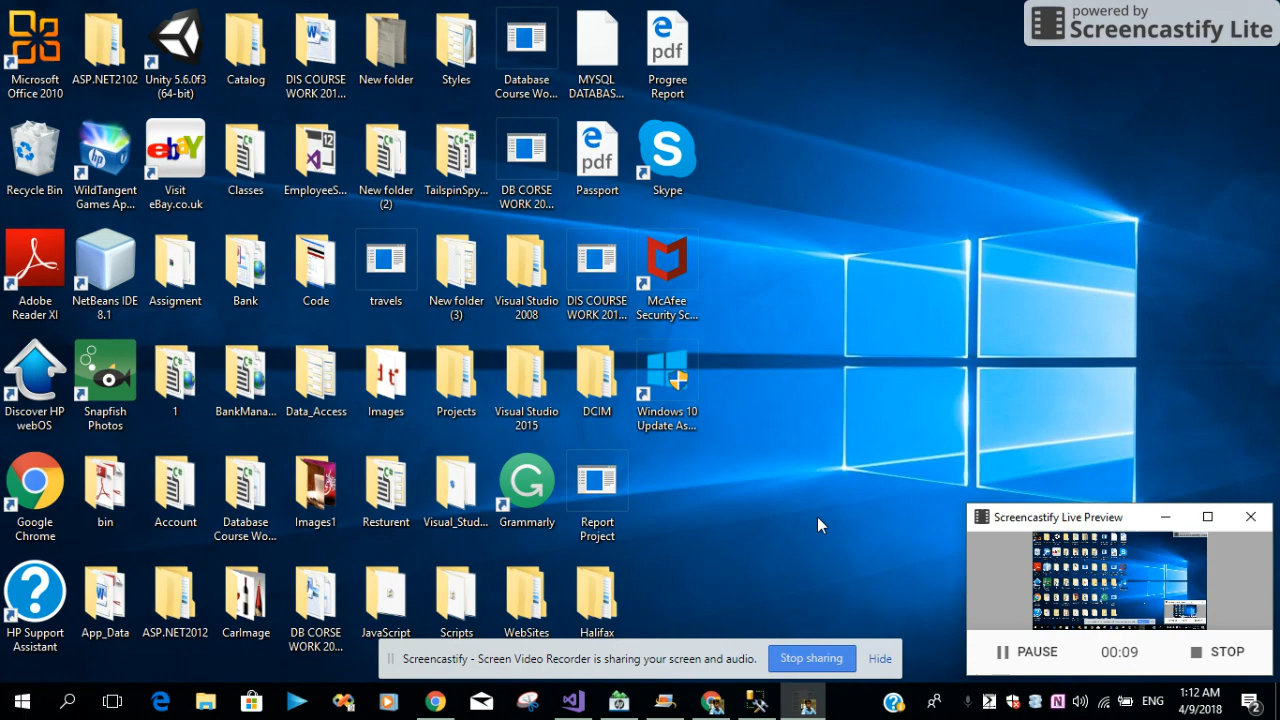 powered by
Screencastify Lite
Microsoft
Office 2010
ASP.NET2102
Unity 5.6.0f3
(64-bit)
Catalog
DIS COURSE
WORK 201...
New folder
Styles
Database
Course Wo...
MYSQL
DATABAS...
Progree
Report
pdf
Recycle Bin
WildTangent
Games Ap...
hp
Visit
eBay.co.uk
ebay
Classes
EmployeeS...
12
New folder
(2)
TailspinSpy...
DB CORSE
WORK 20...
Passport
pdf
Skype
Adobe
Reader XI
NetBeans IDE
8.1
Assigment
Bank
Code
travels
New folder
(3)
Visual Studio
2008
DIS COURSE
WORK 201...
McAfee
Security Sc...
Discover HP
webOS
Snapfish
Photos
1
BankMana...
Data_Access
Images
Projects
Visual Studio
2015
DCIM
Windows 10
Update As...
Google
Chrome
bin
Account
Database
Course Wo...
Images1
Resturent
Visual_Stud...
Grammarly
Report
Project
HP Support
Assistant
App_Data
ASP.NET2012
CarImage
DB CORSE
WORK 20...
JavaScript
Scripts
WebSites
Halifax
Screencastify Live Preview
PAUSE 00:09 STOP
Screencastify - Screen Video Recorder is sharing your screen and audio. Stop sharing Hide
ENG
1:12 AM
4/9/2018
2